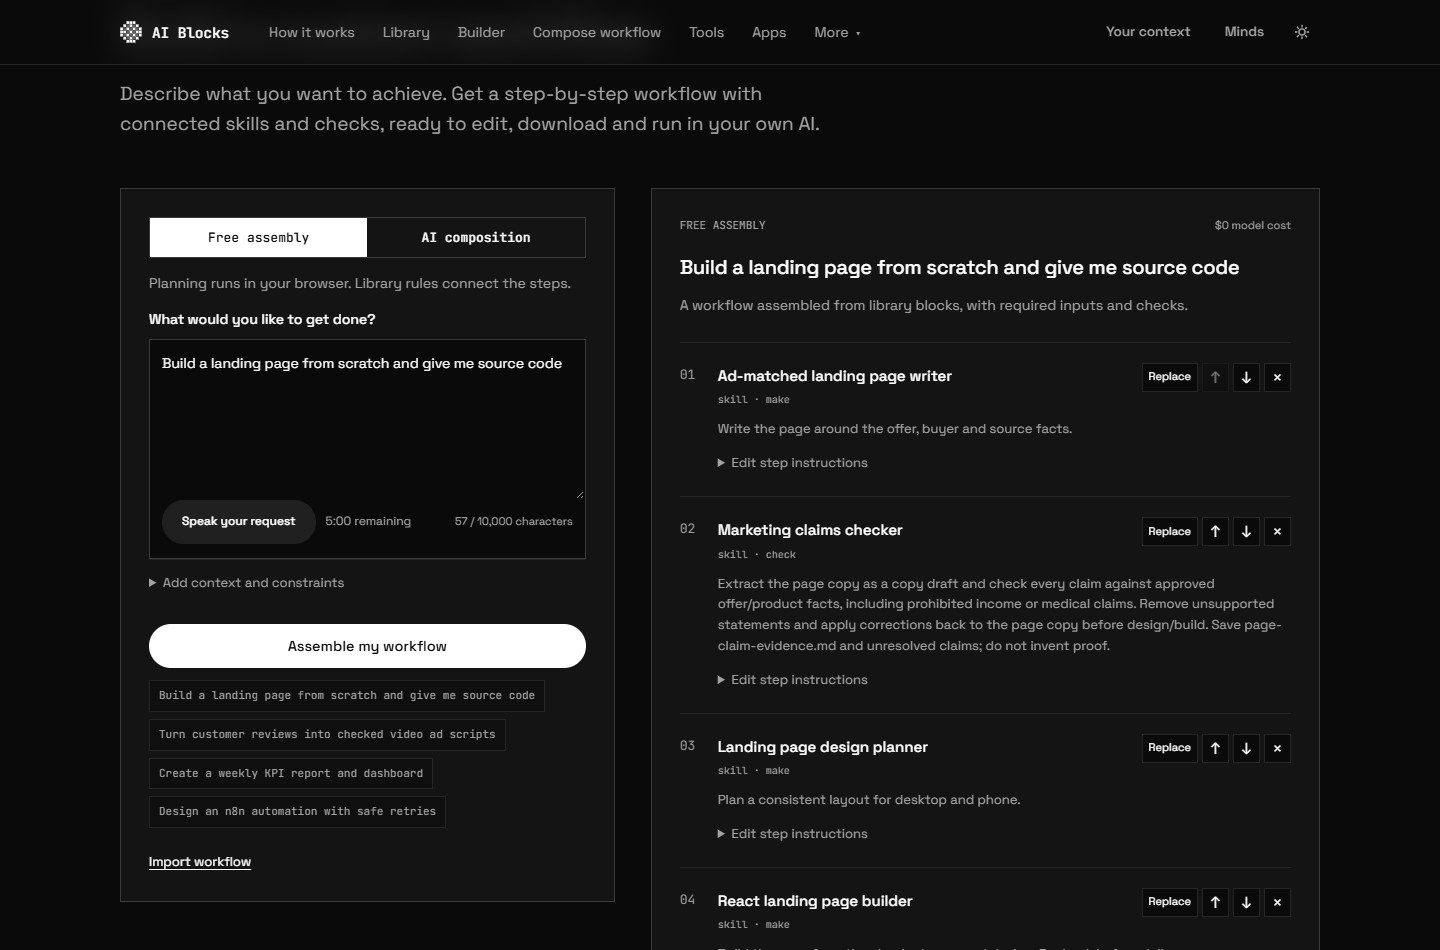 AI Blocks
How it works
Library
Builder
Compose workflow
Tools
Apps
More
Your context
Minds
Describe what you want to achieve. Get a step-by-step workflow with
connected skills and checks, ready to edit, download and run in your own AI.
Free assembly
AI composition
Planning runs in your browser. Library rules connect the steps.
What would you like to get done?
Build a landing page from scratch and give me source code
Speak your request
5:00 remaining
57 / 10,000 characters
Add context and constraints
Assemble my workflow
Build a landing page from scratch and give me source code
Turn customer reviews into checked video ad scripts
Create a weekly KPI report and dashboard
Design an n8n automation with safe retries
Import workflow
FREE ASSEMBLY
$0 model cost
Build a landing page from scratch and give me source code
A workflow assembled from library blocks, with required inputs and checks.
01
Ad-matched landing page writer
Replace ↑ ↓ ×
skill · make
Write the page around the offer, buyer and source facts.
Edit step instructions
02
Marketing claims checker
Replace ↑ ↓ ×
skill · check
Extract the page copy as a copy draft and check every claim against approved
offer/product facts, including prohibited income or medical claims. Remove unsupported
statements and apply corrections back to the page copy before design/build. Save page-
claim-evidence.md and unresolved claims; do not invent proof.
Edit step instructions
03
Landing page design planner
Replace ↑ ↓ ×
skill · make
Plan a consistent layout for desktop and phone.
Edit step instructions
04
React landing page builder
Replace ↑ ↓ ×
skill · make